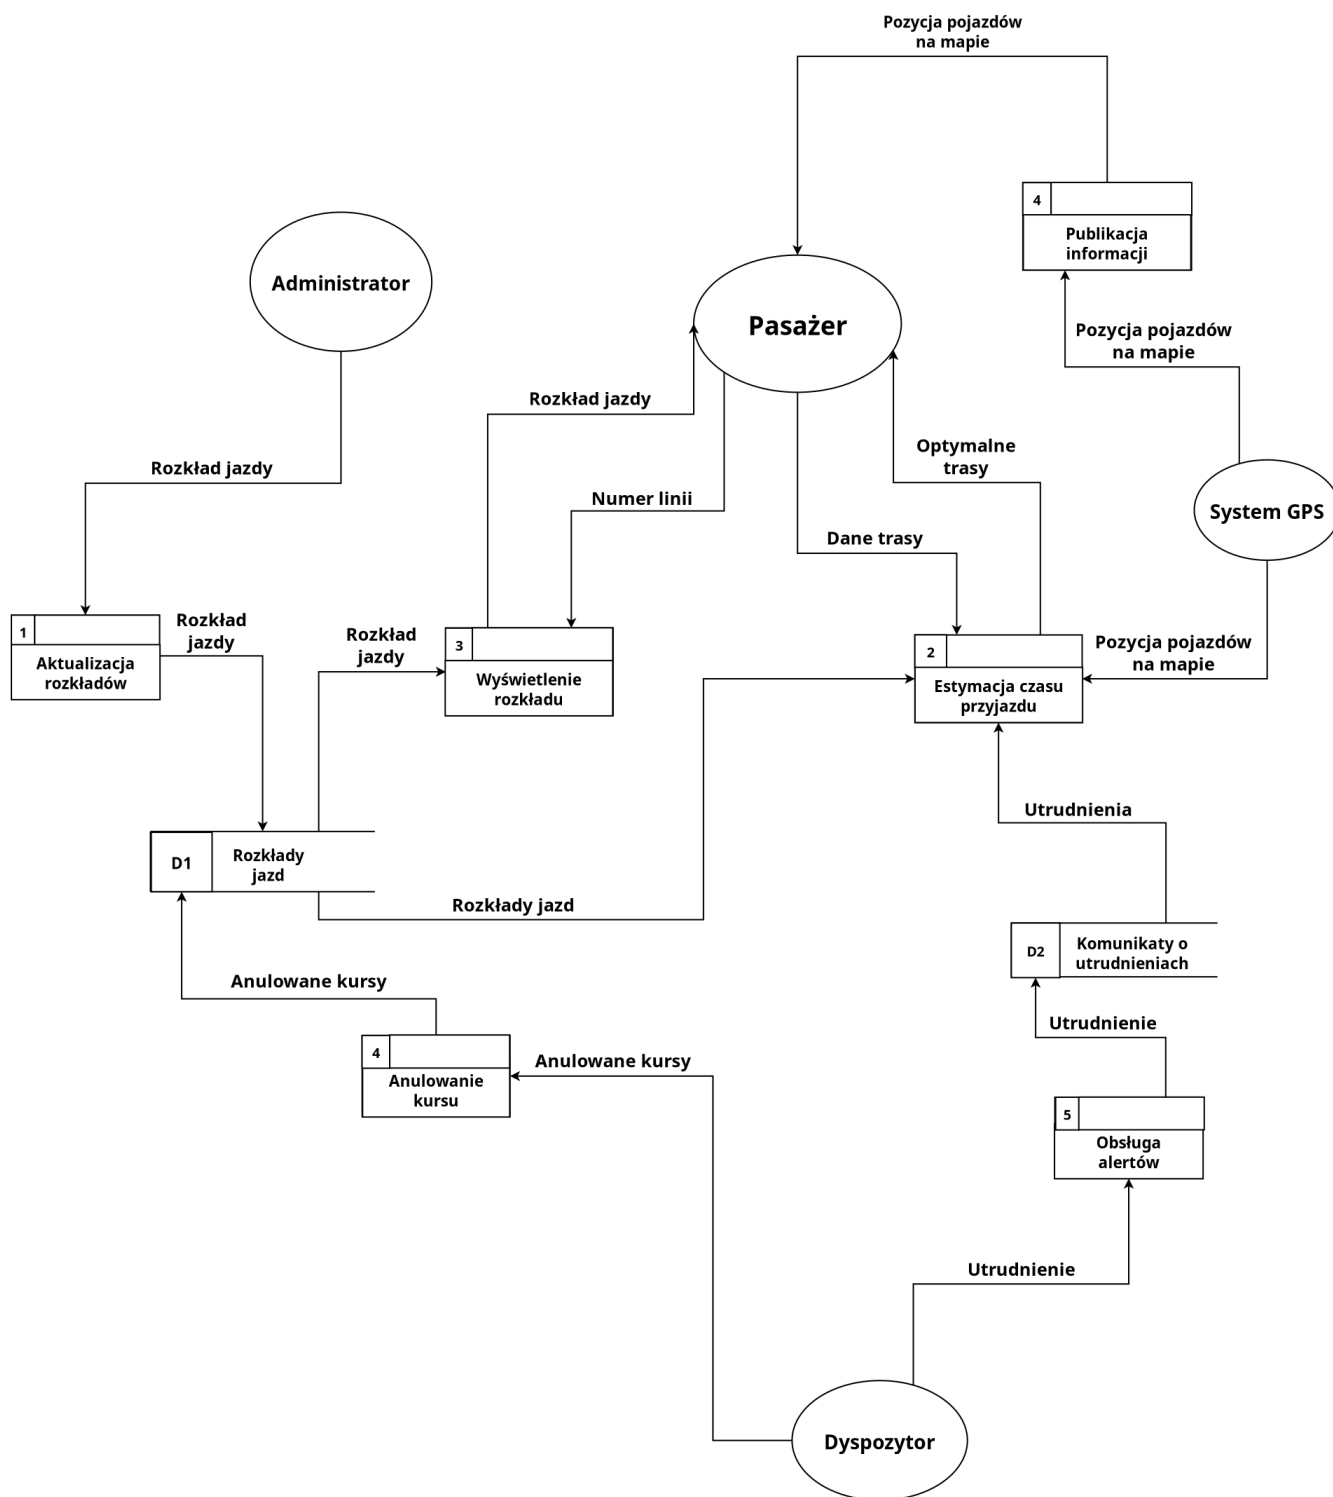 Pozycja pojazdów
na mapie
4
Publikacja
informacji
Administrator
Pasażer
Pozycja pojazdów
na mapie
Rozkład jazdy
Optymalne
trasy
Rozkład jazdy
Numer linii
System GPS
Dane trasy
1
Aktualizacja
rozkładów
Rozkład
jazdy
Rozkład
jazdy
3
Wyświetlenie
rozkładu
2
Estymacja czasu
przyjazdu
Pozycja pojazdów
na mapie
Utrudnienia
D1
Rozkłady
jazd
Rozkłady jazd
D2
Komunikaty o
utrudnieniach
Anulowane kursy
Utrudnienie
4
Anulowanie
kursu
Anulowane kursy
5
Obsługa
alertów
Utrudnienie
Dyspozytor